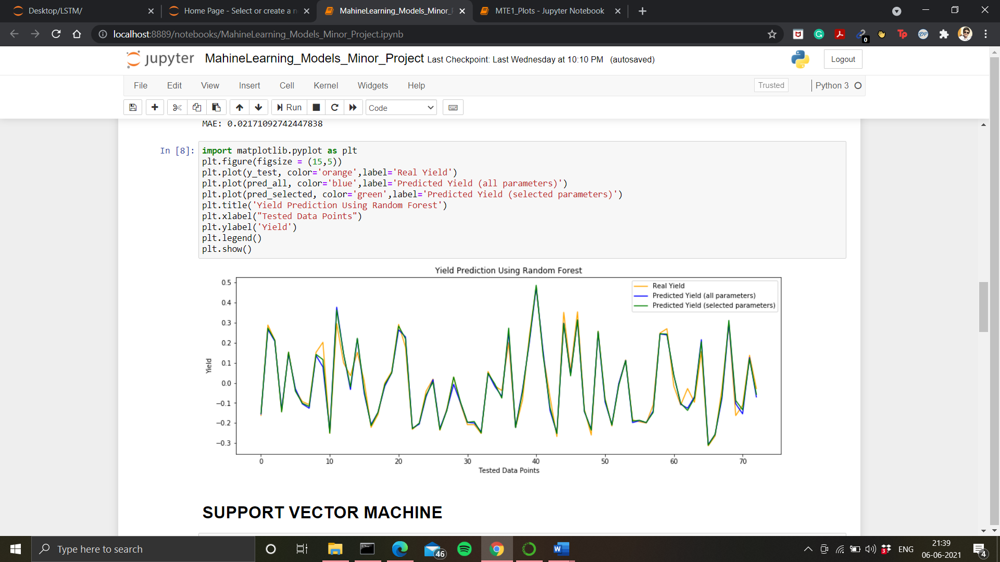 Desktop/LSTM/
Home Page - Select or create a n
MahineLearning_Models_Minor_P
MTE1_Plots - Jupyter Notebook
localhost:8889/notebooks/MahineLearning_Models_Minor_Project.ipynb
0
Tp
DP
jupyter MahineLearning_Models_Minor_Project Last Checkpoint: Last Wednesday at 10:10 PM (autosaved)
Logout
File Edit View Insert Cell Kernel Widgets Help
Trusted
Python 3
Run
Code
MAE: 0.02171092742447838
In [8]:
import matplotlib.pyplot as plt
plt.figure(figsize = (15,5))
plt.plot(y_test, color='orange',label='Real Yield')
plt.plot(pred_all, color='blue',label='Predicted Yield (all parameters)')
plt.plot(pred_selected, color='green',label='Predicted Yield (selected parameters)')
plt.title('Yield Prediction Using Random Forest')
plt.xlabel("Tested Data Points")
plt.ylabel('Yield')
plt.legend()
plt.show()
Yield Prediction Using Random Forest
Real Yield
Predicted Yield (all parameters)
Predicted Yield (selected parameters)
0.5
0.4
0.3
0.2
0.1
0.0
−0.1
−0.2
−0.3
Yield
0 10 20 30 40 50 60 70
Tested Data Points
SUPPORT VECTOR MACHINE
Type here to search
46
W
3
ENG
21:39
06-06-2021
4